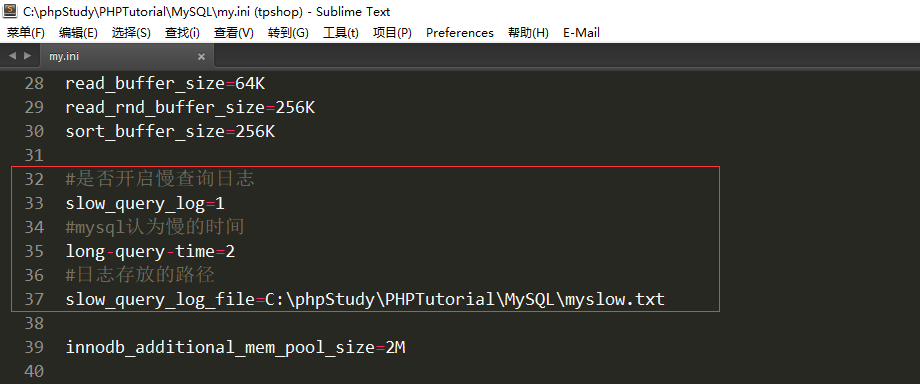 C:\phpStudy\PHPTutorial\MySQL\my.ini (tpshop) - Sublime Text
菜单(F) 编辑(E) 选择(S) 查找(i) 查看(V) 转到(G) 工具(t) 项目(P) Preferences 帮助(H) E-Mail
my.ini ×
28 read_buffer_size=64K
29 read_rnd_buffer_size=256K
30 sort_buffer_size=256K
31
32 #是否开启慢查询日志
33 slow_query_log=1
34 #mysql认为慢的时间
35 long-query-time=2
36 #日志存放的路径
37 slow_query_log_file=C:\phpStudy\PHPTutorial\MySQL\myslow.txt
38
39 innodb_additional_mem_pool_size=2M
40